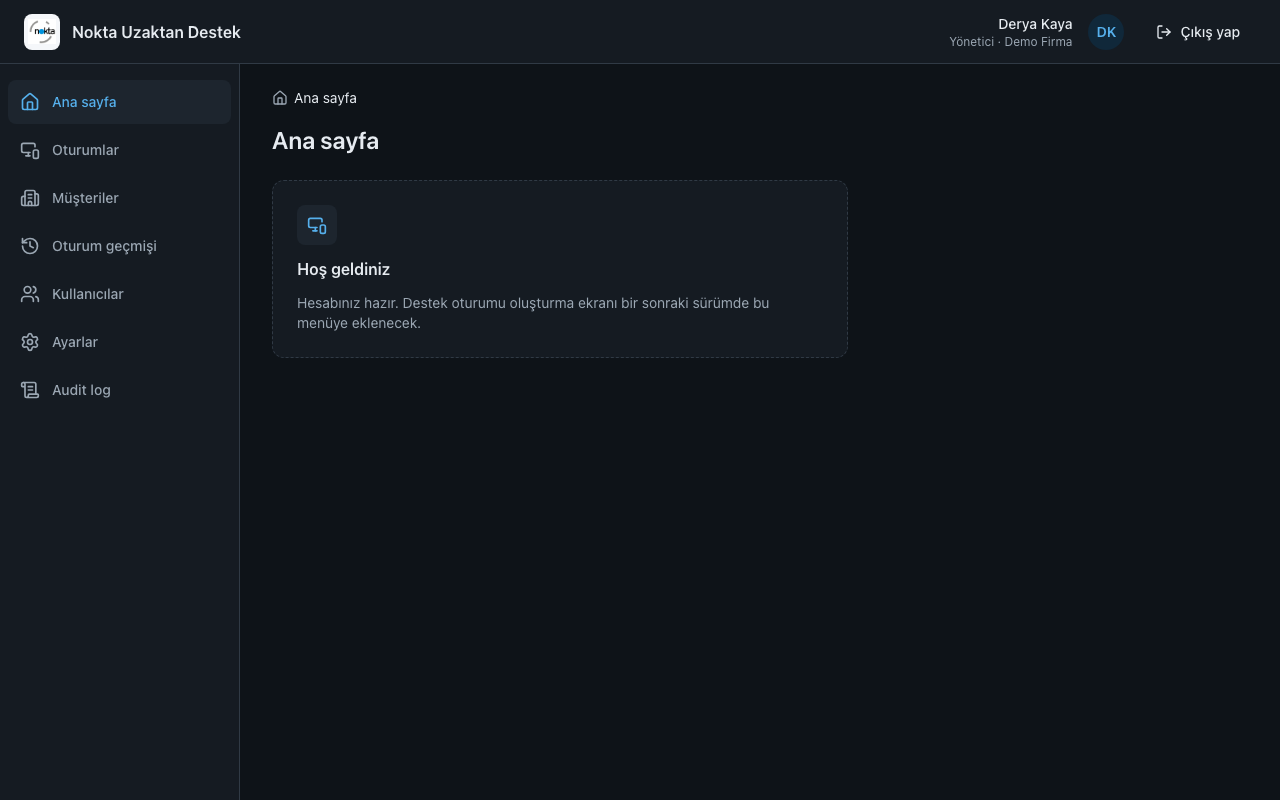 nokta
Nokta Uzaktan Destek
Derya Kaya
Yönetici · Demo Firma
DK
Çıkış yap
Ana sayfa
Oturumlar
Müşteriler
Oturum geçmişi
Kullanıcılar
Ayarlar
Audit log
Ana sayfa
Ana sayfa
Hoş geldiniz
Hesabınız hazır. Destek oturumu oluşturma ekranı bir sonraki sürümde bu
menüye eklenecek.